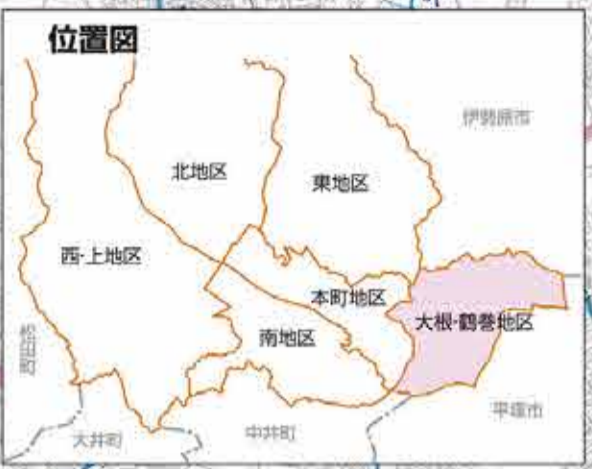 位置図
伊勢原市
北地区
東地区
西・上地区
本町地区
大根・鶴巻地区
南地区
松田町
平塚市
中井町
大井町